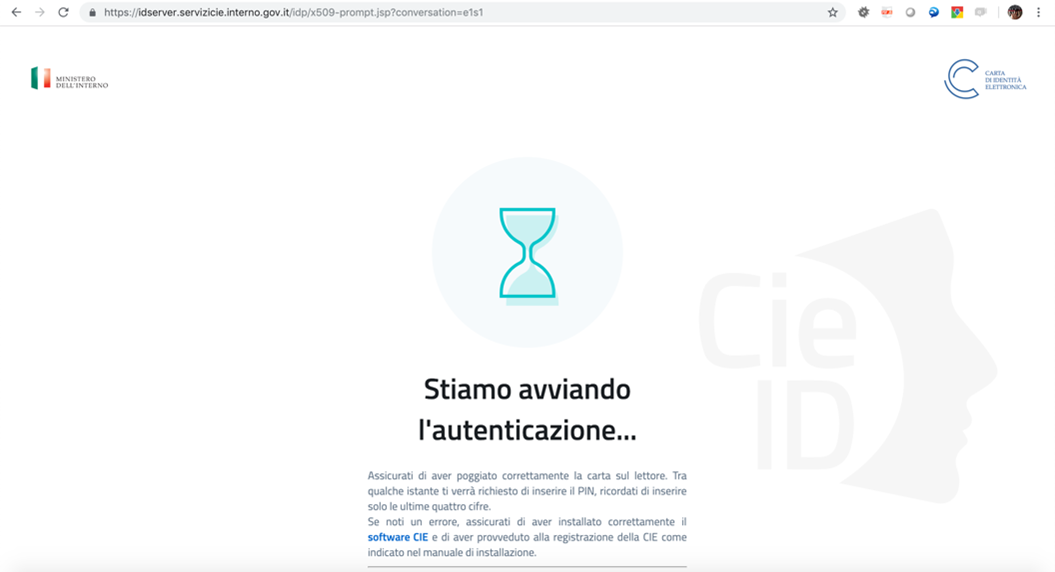 https://idserver.servizicie.interno.gov.it/idp/x509-prompt.jsp?conversation=e1s1
MINISTERO
DELL'INTERNO
CARTA
DI IDENTITÀ
ELETTRONICA
Cie
ID
Stiamo avviando
l'autenticazione...
Assicurati di aver poggiato correttamente la carta sul lettore. Tra
qualche istante ti verrà richiesto di inserire il PIN, ricordati di inserire
solo le ultime quattro cifre.
Se noti un errore, assicurati di aver installato correttamente il
software CIE e di aver provveduto alla registrazione della CIE come
indicato nel manuale di installazione.